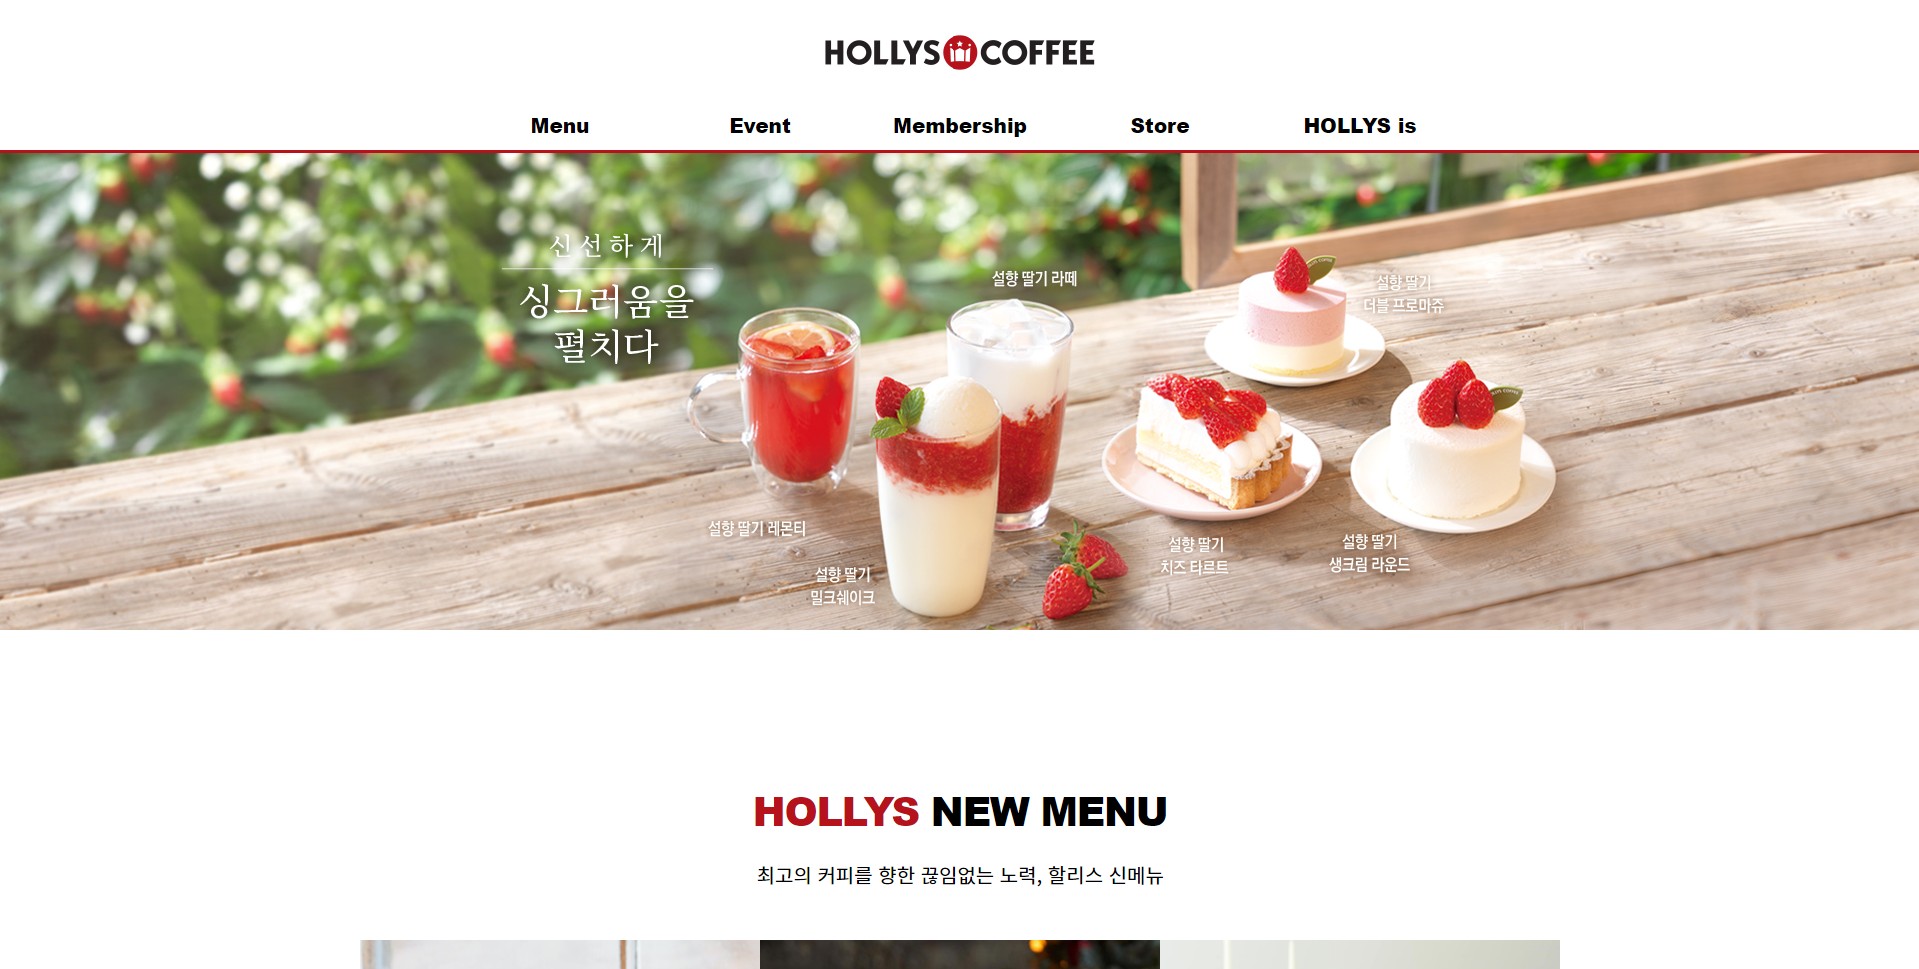 HOLLYS COFFEE
Menu
Event
Membership
Store
HOLLYS is
신선하게
싱그러움을
펼치다
설향 딸기 라떼
설향 딸기
더블 프로마쥬
설향 딸기 레몬티
설향 딸기
밀크쉐이크
설향 딸기
치즈 타르트
설향 딸기
생크림 라운드
HOLLYS NEW MENU
최고의 커피를 향한 끊임없는 노력, 할리스 신메뉴